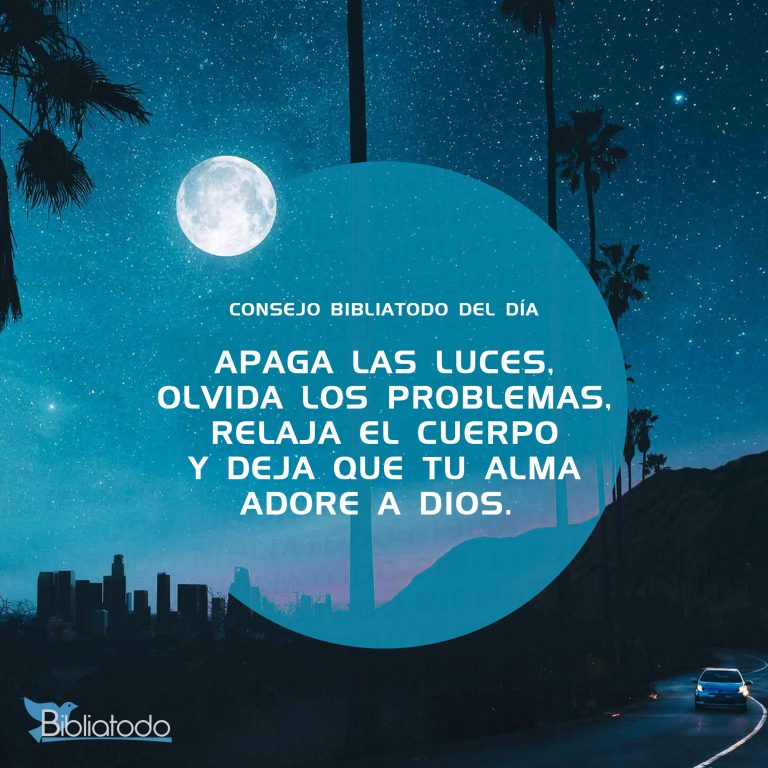 CONSEJO BIBLIATODO DEL DÍA
APAGA LAS LUCES,
OLVIDA LOS PROBLEMAS,
RELAJA EL CUERPO
Y DEJA QUE TU ALMA
ADORE A DIOS.
Bibliatodo